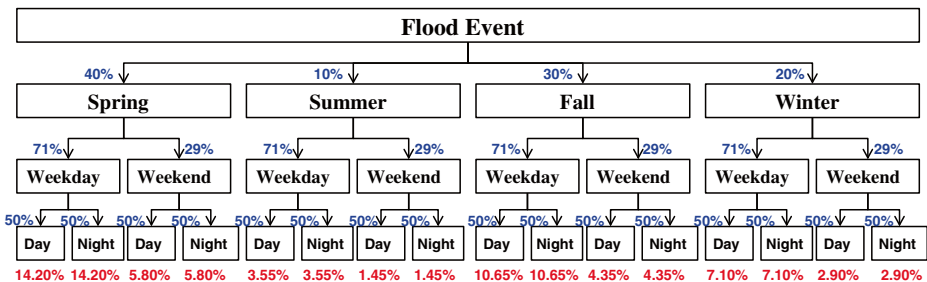 Flood Event
40% 10% 30% 20%
Spring Summer Fall Winter
71% 29% 71% 29% 71% 29% 71% 29%
Weekday Weekend Weekday Weekend Weekday Weekend Weekday Weekend
50% 50% 50% 50% 50% 50% 50% 50% 50% 50% 50% 50% 50% 50% 50% 50%
Day Night Day Night Day Night Day Night Day Night Day Night Day Night Day Night
14.20% 14.20% 5.80% 5.80% 3.55% 3.55% 1.45% 1.45% 10.65% 10.65% 4.35% 4.35% 7.10% 7.10% 2.90% 2.90%